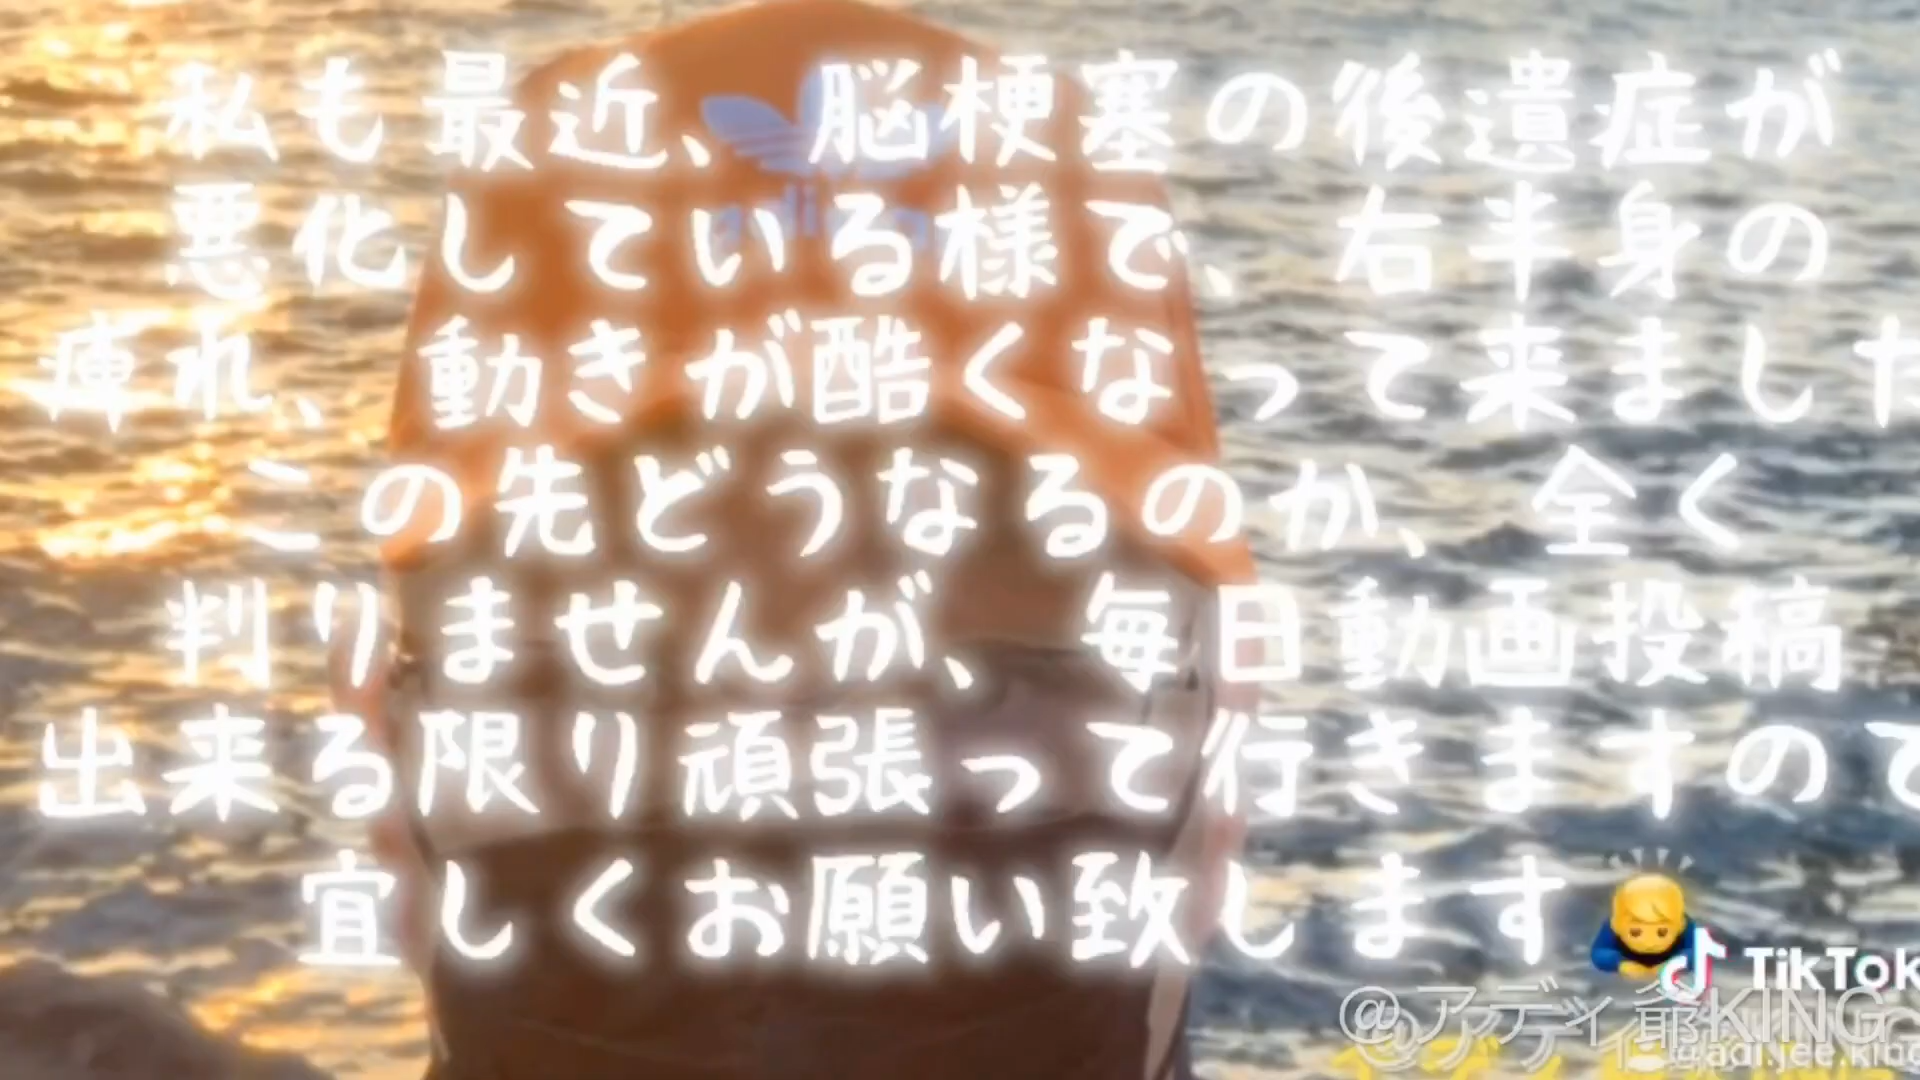 私も最近、脳梗塞の後遺症が
悪化している様で、右半身の
痺れ、動きが酷くなって来ました
この先どうなるのか、全く
判りませんが、毎日動画投稿
出来る限り頑張って行きますので
宜しくお願い致します
TikTok
@アディ爺KING
@adi.jee.king